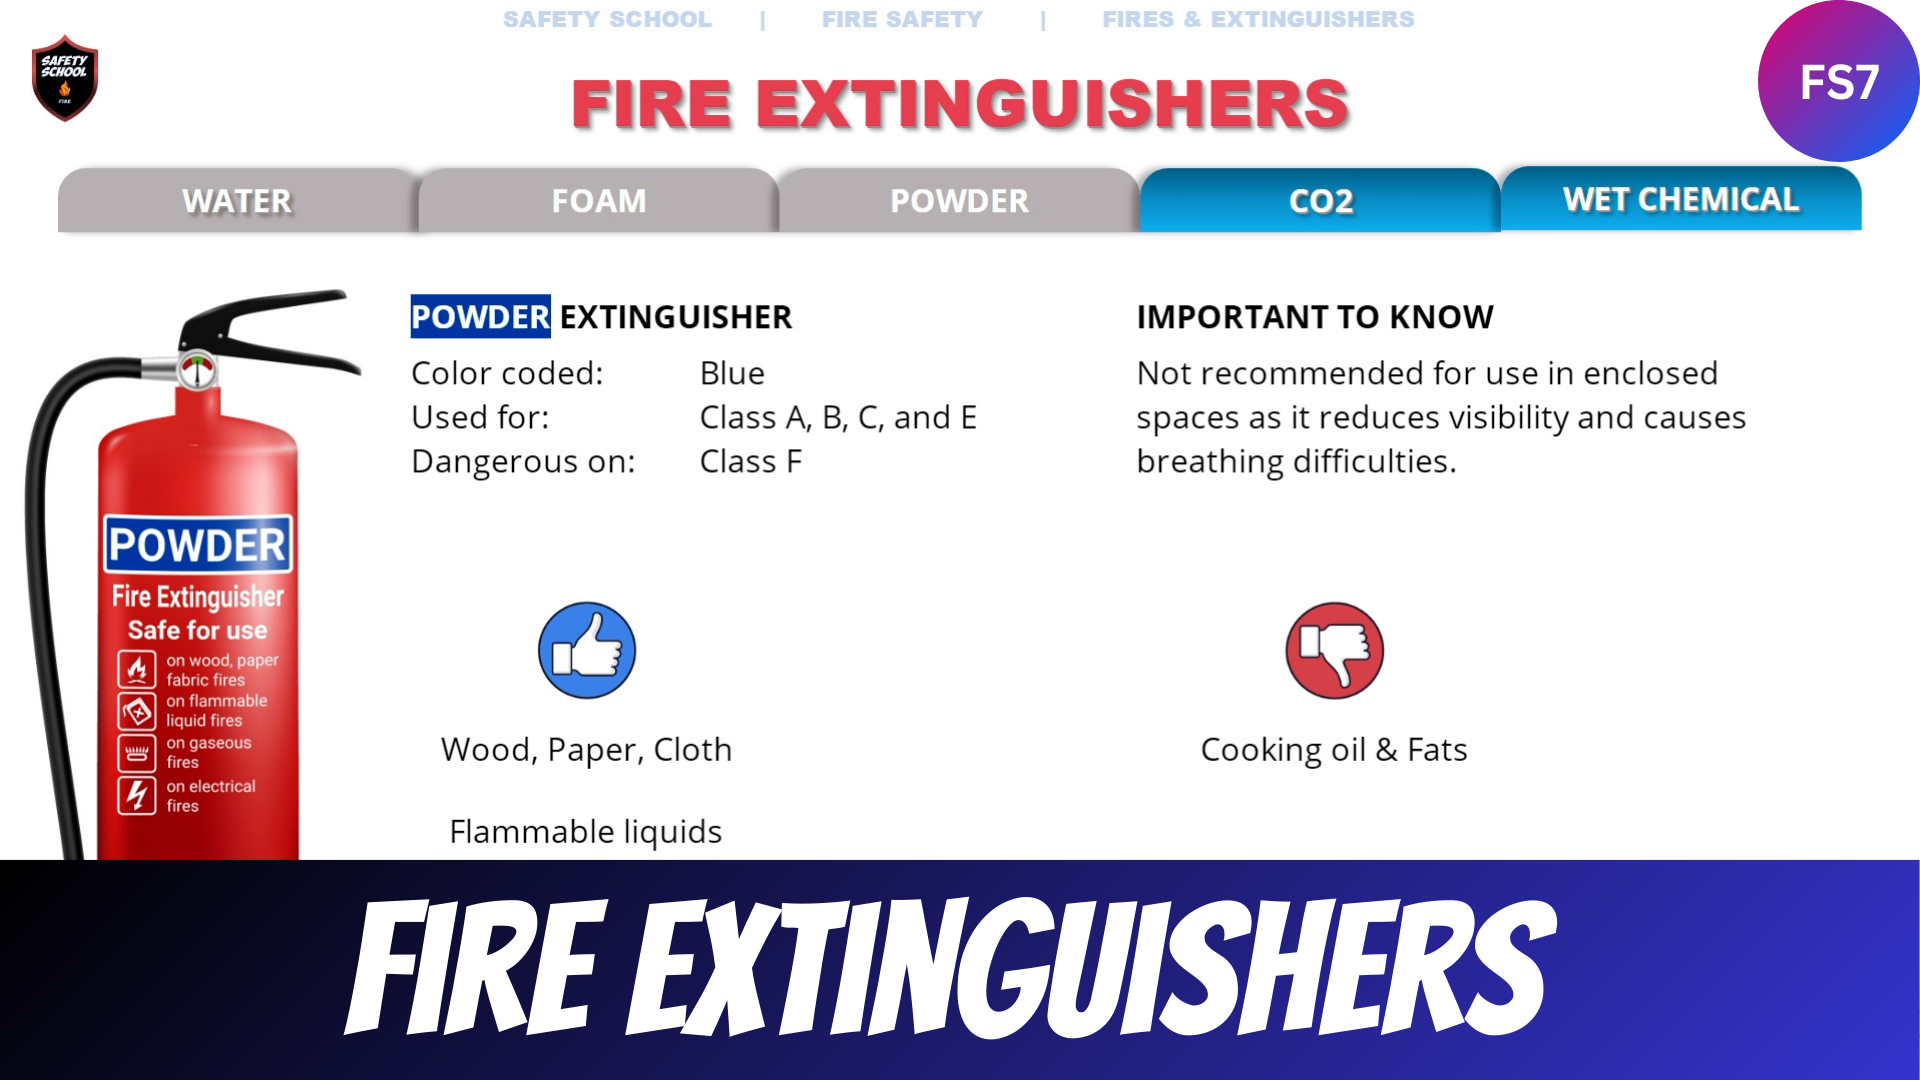 SAFETY SCHOOL | FIRE SAFETY | FIRES & EXTINGUISHERS
SAFETY
SCHOOL
FIRE
FIRE EXTINGUISHERS
FS7
WATER FOAM POWDER CO2 WET CHEMICAL
POWDER EXTINGUISHER
Color coded: Blue
Used for: Class A, B, C, and E
Dangerous on: Class F
IMPORTANT TO KNOW
Not recommended for use in enclosed
spaces as it reduces visibility and causes
breathing difficulties.
POWDER
Fire Extinguisher
Safe for use
on wood, paper
fabric fires
on flammable
liquid fires
on gaseous
fires
on electrical
fires
Wood, Paper, Cloth
Flammable liquids
Cooking oil & Fats
FIRE EXTINGUISHERS